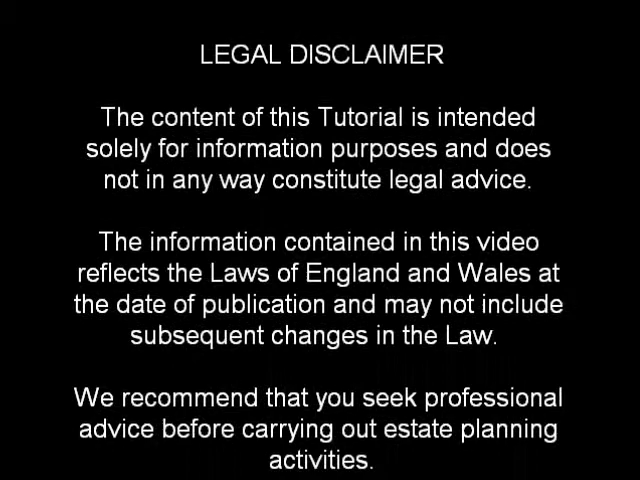 LEGAL DISCLAIMER
The content of this Tutorial is intended
solely for information purposes and does
not in any way constitute legal advice.
The information contained in this video
reflects the Laws of England and Wales at
the date of publication and may not include
subsequent changes in the Law.
We recommend that you seek professional
advice before carrying out estate planning
activities.